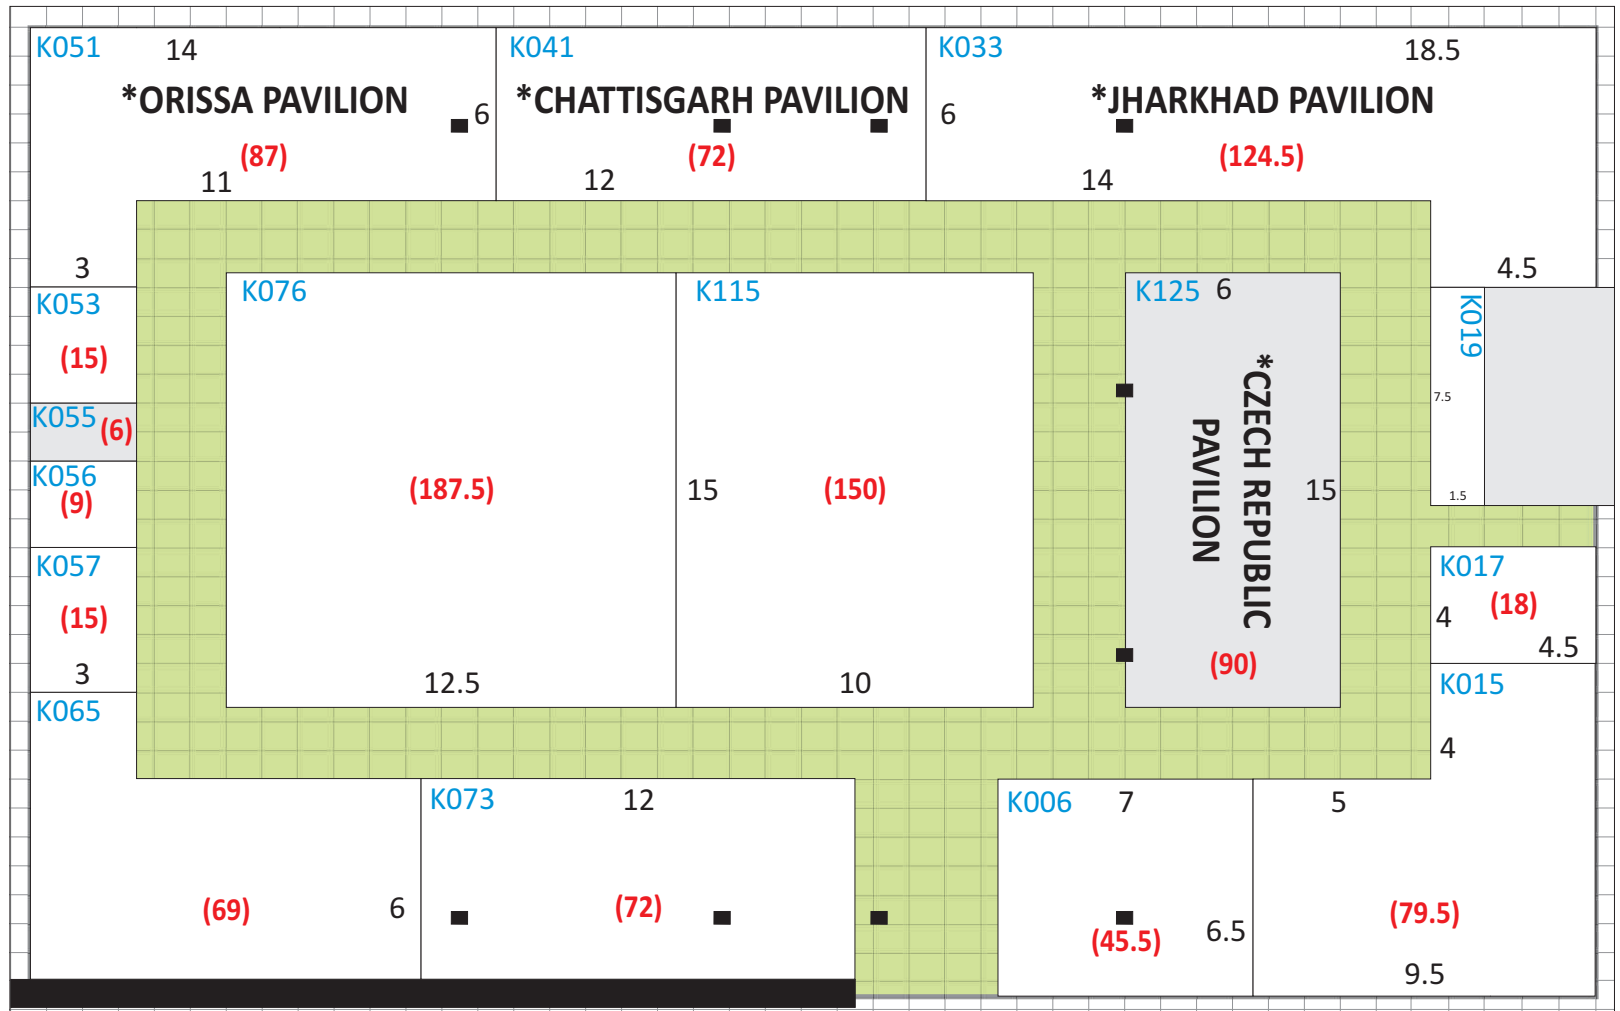 K051 14
*ORISSA PAVILION
6
(87)
11
3
K041
*CHATTISGARH PAVILION
(72)
12
K033 18.5
*JHARKHAD PAVILION
6
(124.5)
14
4.5
K053
(15)
K055 (6)
K056
(9)
K057
(15)
3
K065
(69)
6
K076
(187.5)
12.5
K115
15
(150)
10
K125 6
*CZECH REPUBLIC
PAVILION
15
(90)
K019
7.5
1.5
K017
4 (18)
4.5
K015
4
5
(79.5)
9.5
K073 12
(72)
K006 7
6.5
(45.5)